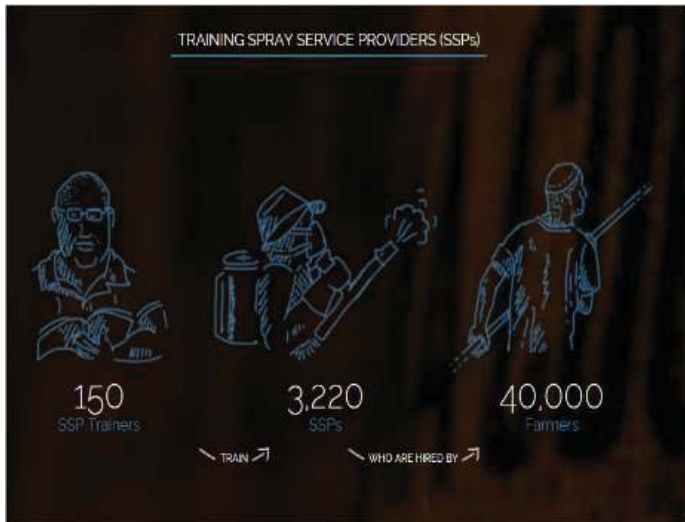 TRAINING SPRAY SERVICE PROVIDERS (SSPs)
150
SSP Trainers
3,220
SSPs
40,000
Farmers
TRAIN
WHO ARE HIRED BY